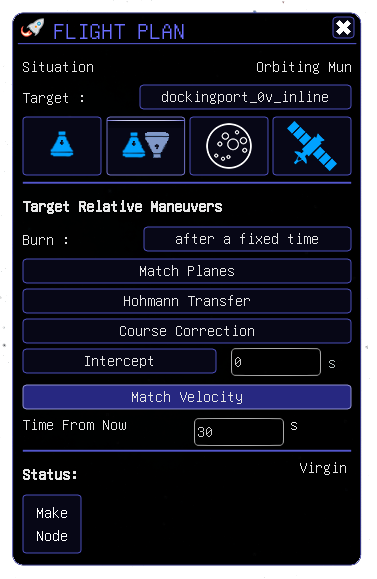 FLIGHT PLAN
Situation Orbiting Mun
Target : dockingport_0v_inline
Target Relative Maneuvers
Burn : after a fixed time
Match Planes
Hohmann Transfer
Course Correction
Intercept 0 s
Match Velocity
Time From Now 30 s
Status: Virgin
Make
Node